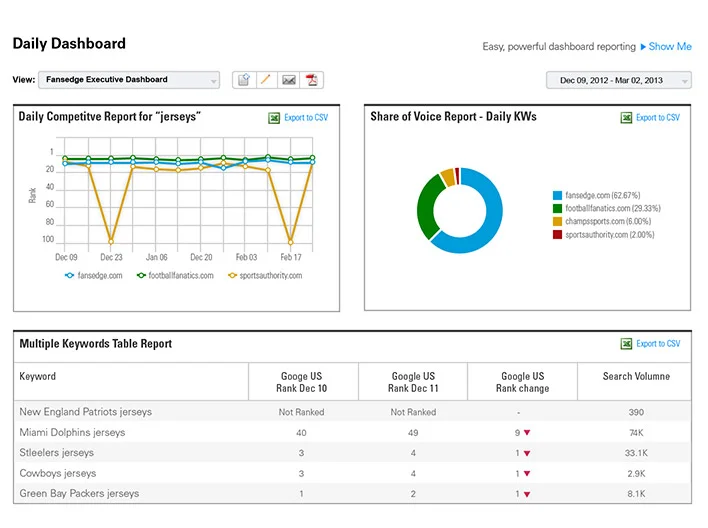 Daily Dashboard
Easy, powerful dashboard reporting Show Me
View: Fansedge Executive Dashboard
Dec 09, 2012 - Mar 02, 2013
Daily Competitve Report for "jerseys"
Export to CSV
Rank
1
20
40
60
80
100
Dec 09 Dec 23 Jan 06 Dec 20 Feb 03 Feb 17
fansedge.com footballfanatics.com sportsauthority.com
Share of Voice Report - Daily KWs
Export to CSV
fansedge.com (62.67%)
footballfanatics.com (29.33%)
champssports.com (6.00%)
sportsauthority.com (2.00%)
Multiple Keywords Table Report
Export to CSV
Keyword Googe US Rank Dec 10 Google US Rank Dec 11 Google US Rank change Search Volumne
New England Patriots jerseys Not Ranked Not Ranked - 390
Miami Dolphins jerseys 40 49 9 74K
Stleelers jerseys 3 4 1 33.1K
Cowboys jerseys 3 4 1 2.9K
Green Bay Packers jerseys 1 2 1 8.1K